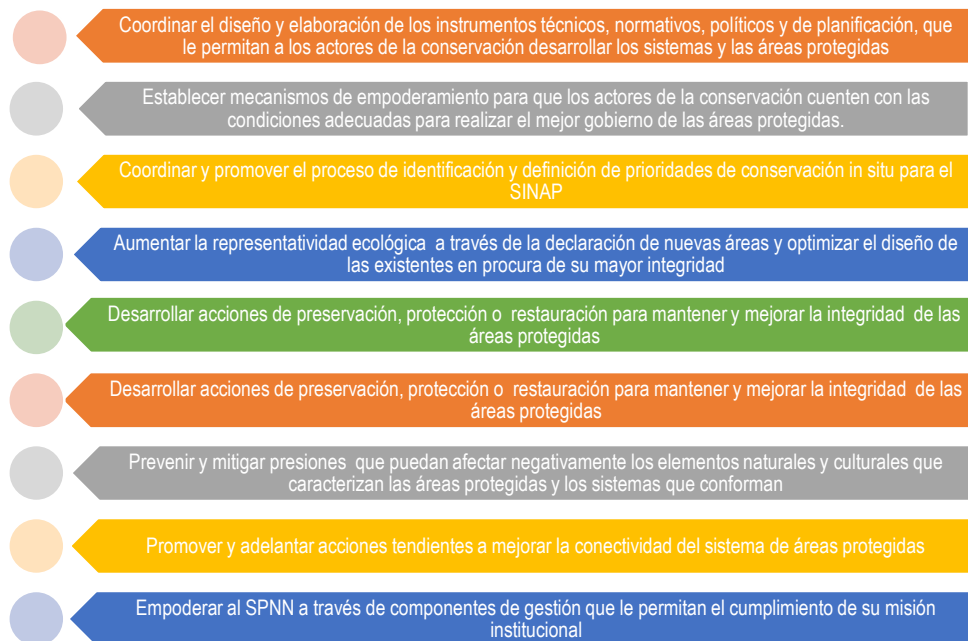 Coordinar el diseño y elaboración de los instrumentos técnicos, normativos, políticos y de planificación, que
le permitan a los actores de la conservación desarrollar los sistemas y las áreas protegidas
Establecer mecanismos de empoderamiento para que los actores de la conservación cuenten con las
condiciones adecuadas para realizar el mejor gobierno de las áreas protegidas.
Coordinar y promover el proceso de identificación y definición de prioridades de conservación in situ para el
SINAP
Aumentar la representatividad ecológica a través de la declaración de nuevas áreas y optimizar el diseño de
las existentes en procura de su mayor integridad
Desarrollar acciones de preservación, protección o restauración para mantener y mejorar la integridad de las
áreas protegidas
Desarrollar acciones de preservación, protección o restauración para mantener y mejorar la integridad de las
áreas protegidas
Prevenir y mitigar presiones que puedan afectar negativamente los elementos naturales y culturales que
caracterizan las áreas protegidas y los sistemas que conforman
Promover y adelantar acciones tendientes a mejorar la conectividad del sistema de áreas protegidas
Empoderar al SPNN a través de componentes de gestión que le permitan el cumplimiento de su misión
institucional